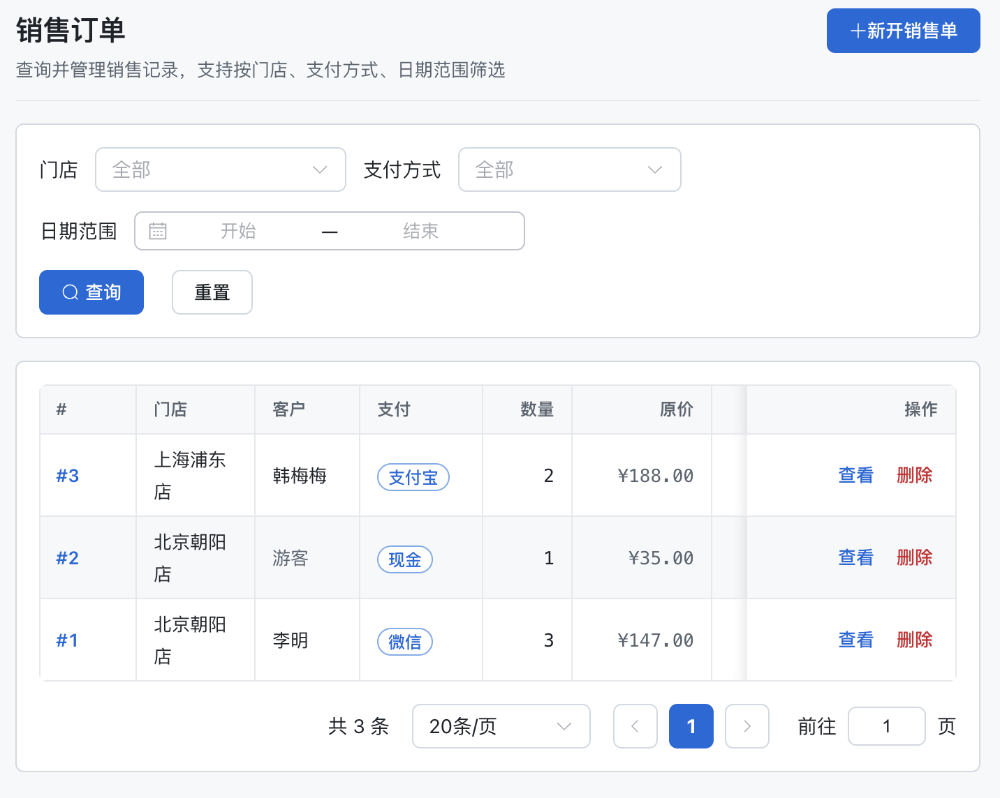 销售订单
+新开销售单
查询并管理销售记录，支持按门店、支付方式、日期范围筛选
门店 全部 支付方式 全部
日期范围 开始 — 结束
查询 重置
# 门店 客户 支付 数量 原价 操作
#3 上海浦东店 韩梅梅 支付宝 2 ¥188.00 查看 删除
#2 北京朝阳店 游客 现金 1 ¥35.00 查看 删除
#1 北京朝阳店 李明 微信 3 ¥147.00 查看 删除
共 3 条 20条/页 1 前往 1 页